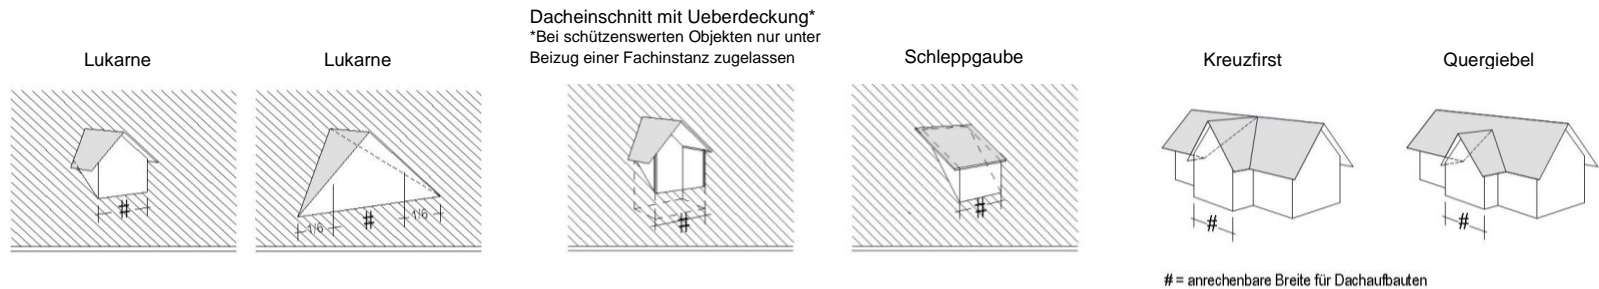 Dacheinschnitt mit Ueberdeckung*
*Bei schützenswerten Objekten nur unter
Beizug einer Fachinstanz zugelassen
Lukarne
Lukarne
Schleppgaube
Kreuzfirst
Quergiebel
#
1/6
#
1/6
#
#
#
#
# = anrechenbare Breite für Dachaufbauten